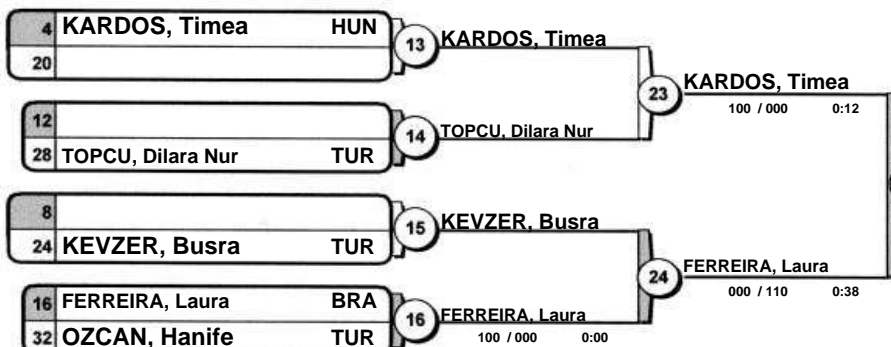 4 KARDOS, Timea HUN
20
13 KARDOS, Timea
12
28 TOPCU, Dilara Nur TUR
14 TOPCU, Dilara Nur
23 KARDOS, Timea
100 / 000 0:12
8
24 KEVZER, Busra TUR
15 KEVZER, Busra
16 FERREIRA, Laura BRA
32 OZCAN, Hanife TUR
16 FERREIRA, Laura
100 / 000 0:00
24 FERREIRA, Laura
000 / 110 0:38